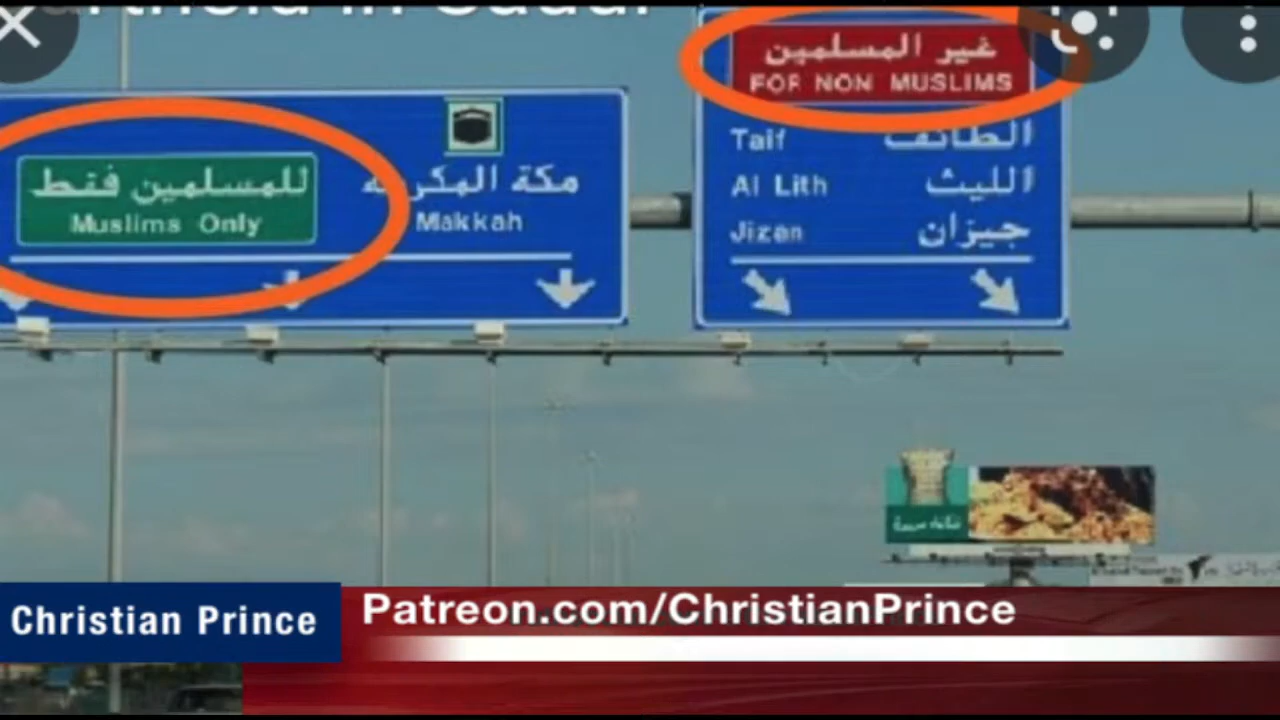 غير المسلمين
FOR NON MUSLIMS
للمسلمين فقط
Muslims Only
مكة المكرمة
Makkah
Taif الطائف
Al Lith الليث
Jizan جيزان
Christian Prince
Patreon.com/ChristianPrince